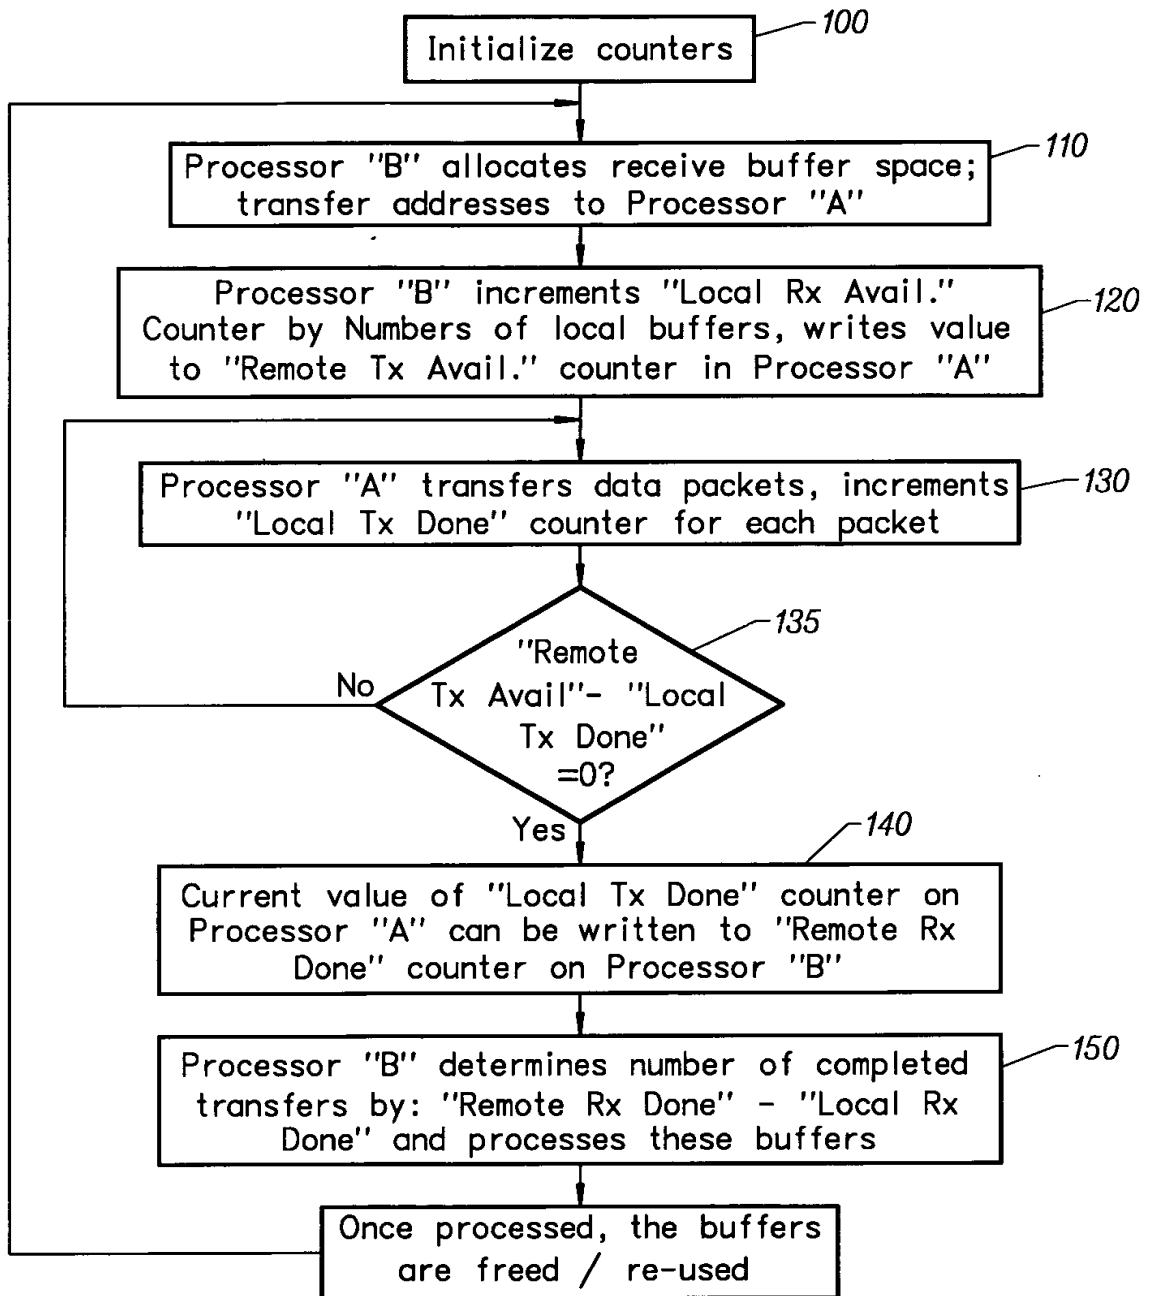 Initialize counters
100
Processor "B" allocates receive buffer space;
transfer addresses to Processor "A"
110
Processor "B" increments "Local Rx Avail."
Counter by Numbers of local buffers, writes value
to "Remote Tx Avail." counter in Processor "A"
120
Processor "A" transfers data packets, increments
"Local Tx Done" counter for each packet
130
"Remote
Tx Avail"- "Local
Tx Done"
=0?
135
No
Yes
140
Current value of "Local Tx Done" counter on
Processor "A" can be written to "Remote Rx
Done" counter on Processor "B"
Processor "B" determines number of completed
transfers by: "Remote Rx Done" - "Local Rx
Done" and processes these buffers
150
Once processed, the buffers
are freed / re-used